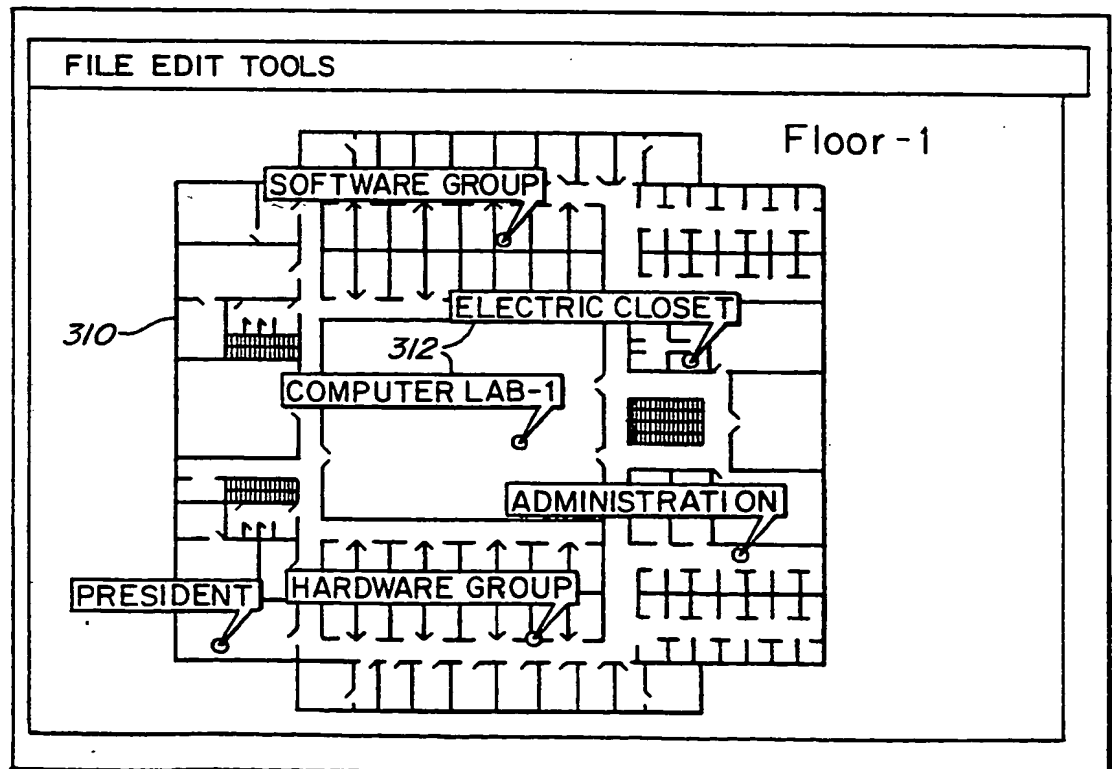 FILE EDIT TOOLS
Floor-1
SOFTWARE GROUP
ELECTRIC CLOSET
310
312
COMPUTER LAB-1
ADMINISTRATION
HARDWARE GROUP
PRESIDENT